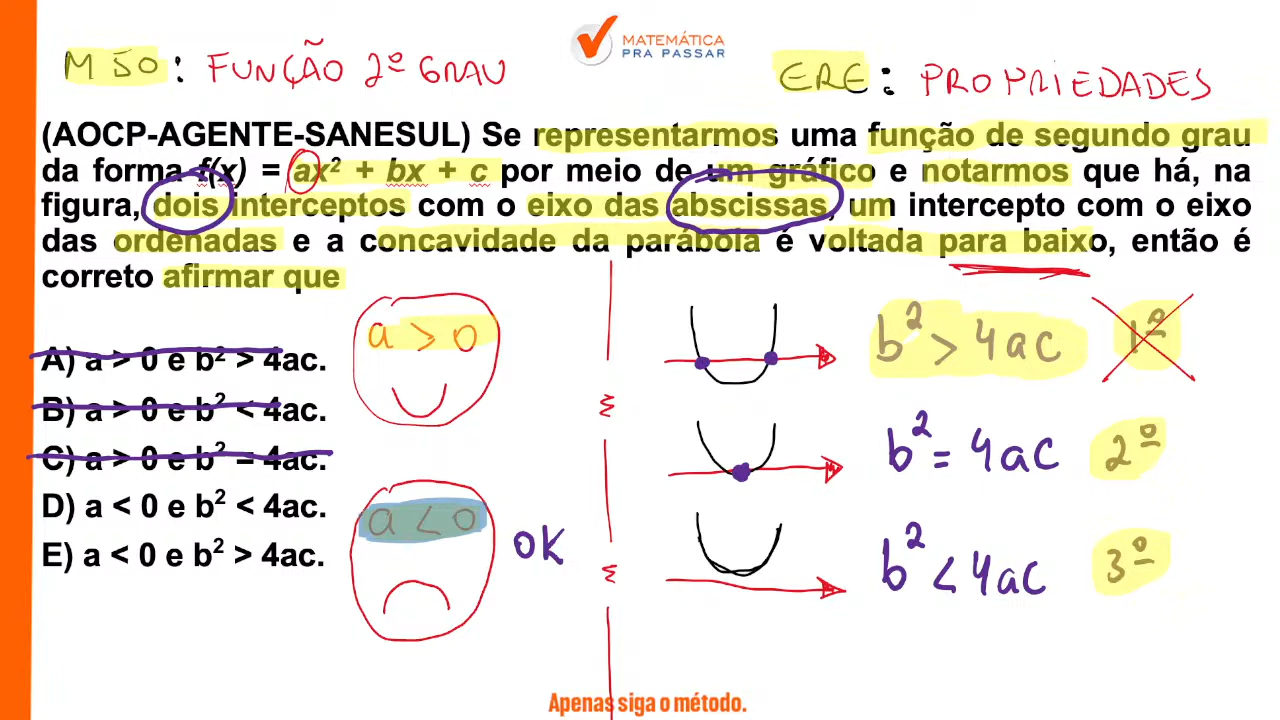 MATEMÁTICA
PRA PASSAR
M50: FUNÇÃO 2º GRAU
ERE: PROPRIEDADES
(AOCP-AGENTE-SANESUL) Se representarmos uma função de segundo grau
da forma f(x) = ax² + bx + c por meio de um gráfico e notarmos que há, na
figura, dois interceptos com o eixo das abscissas, um intercepto com o eixo
das ordenadas e a concavidade da parábola é voltada para baixo, então é
correto afirmar que
A) a > 0 e b² > 4ac.
B) a > 0 e b² < 4ac.
C) a > 0 e b² = 4ac.
D) a < 0 e b² < 4ac.
E) a < 0 e b² > 4ac.
a > 0
a < 0
OK
b² > 4ac 1º
b² = 4ac 2º
b² < 4ac 3º
Apenas siga o método.